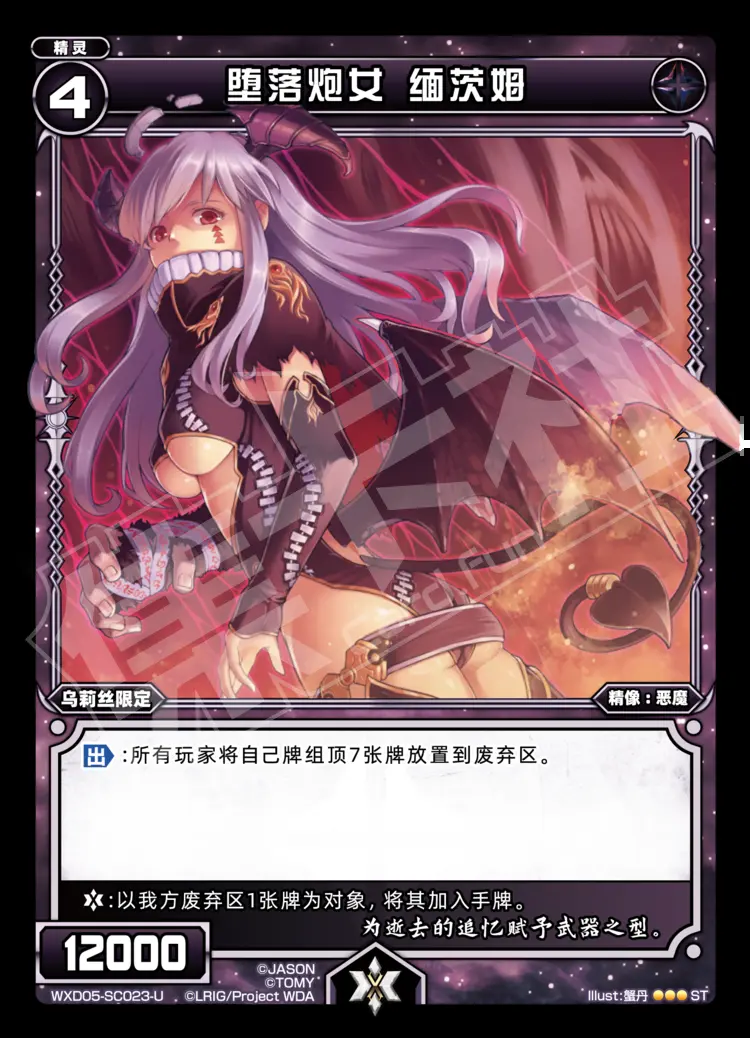 精灵
4
堕落炮女 缅茨姆
乌莉丝限定
精像：恶魔
出:所有玩家将自己牌组顶7张牌放置到废弃区。
:以我方废弃区1张牌为对象，将其加入手牌。
为逝去的追忆赋予武器之型。
12000
©JASON
©TOMY
WXD05-SC023-U ©LRIG/Project WDA
Illust:蟹丹 ST